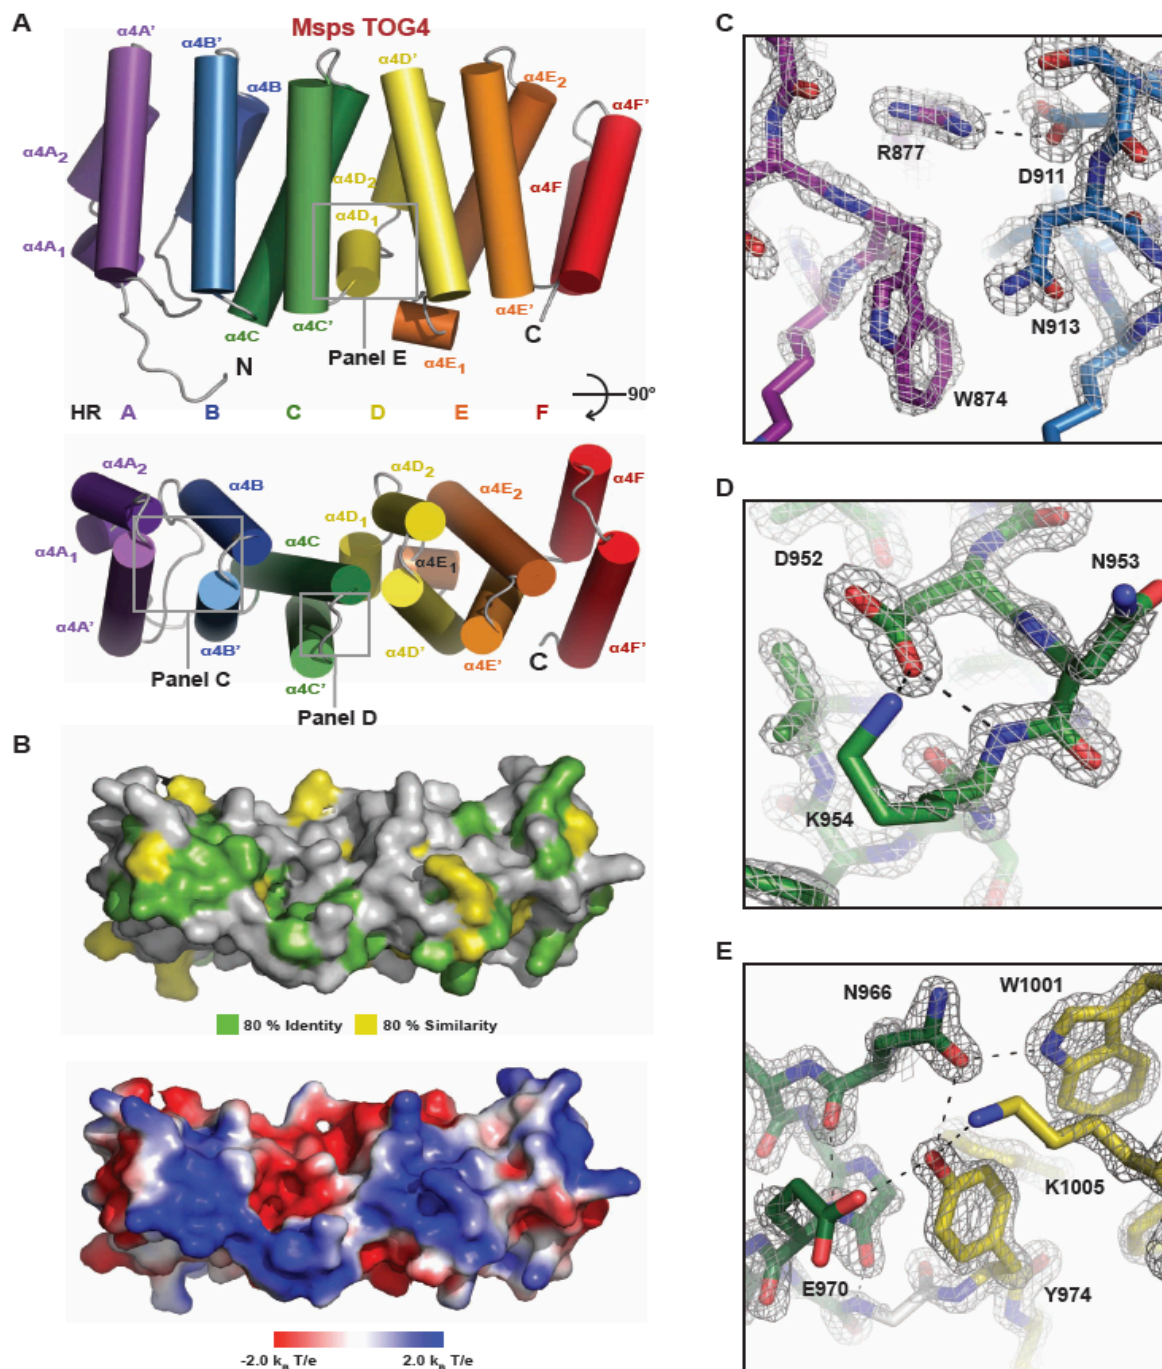 A
Msps TOG4
α4A'
α4B'
α4B
α4D'
α4E₂
α4F'
α4A₂
α4D₂
α4F
α4D₁
α4A₁
α4C
α4C'
α4E'
N
Panel E
α4E₁
C
90°
HR A B C D E F
α4A₂
α4B
α4D₂
α4E₂
α4F
α4C
α4D₁
α4A₁
α4E₁
α4A'
α4B'
α4D'
α4E'
C
α4F'
Panel C
α4C'
Panel D
B
80 % Identity
80 % Similarity
-2.0 kB T/e
2.0 kB T/e
C
R877
D911
N913
W874
D
D952
N953
K954
E
N966
W1001
K1005
E970
Y974